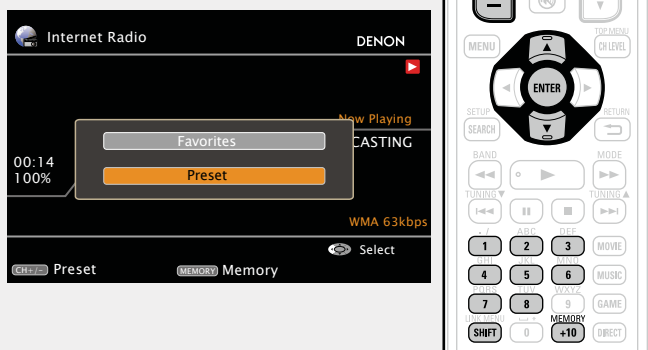 Internet Radio
DENON
Now Playing
Favorites
CASTING
00:14
100%
Preset
WMA 63kbps
Select
CH+/- Preset
MEMORY Memory
TOP MENU
MENU
CH LEVEL
ENTER
SETUP
RETURN
SEARCH
BAND
MODE
TUNING ▼
TUNING ▲
. /
ABC
DEF
1
2
3
MOVIE
GHI
JKL
MNO
4
5
6
MUSIC
PQRS
TUV
WXYZ
7
8
9
GAME
LINK MENU
MEMORY
SHIFT
0
+10
DIRECT